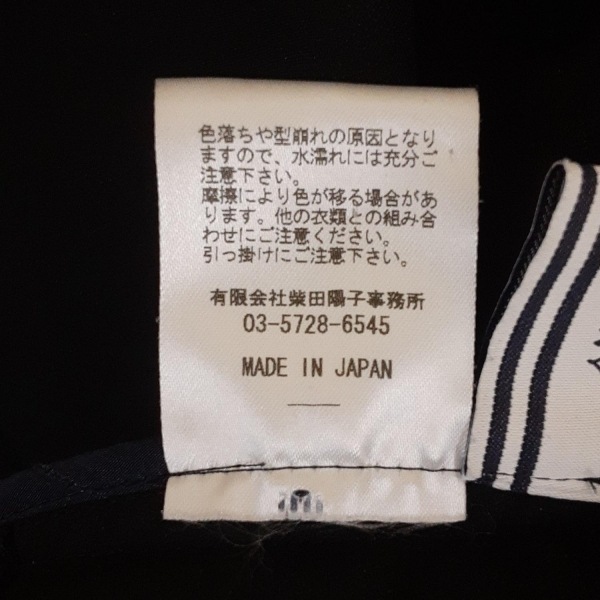 色落ちや型崩れの原因となり
ますので、水濡れには充分ご
注意下さい。
摩擦により色が移る場合があ
ります。他の衣類との組み合
わせにご注意ください。
引っ掛けにご注意下さい。
有限会社柴田陽子事務所
03-5728-6545
MADE IN JAPAN